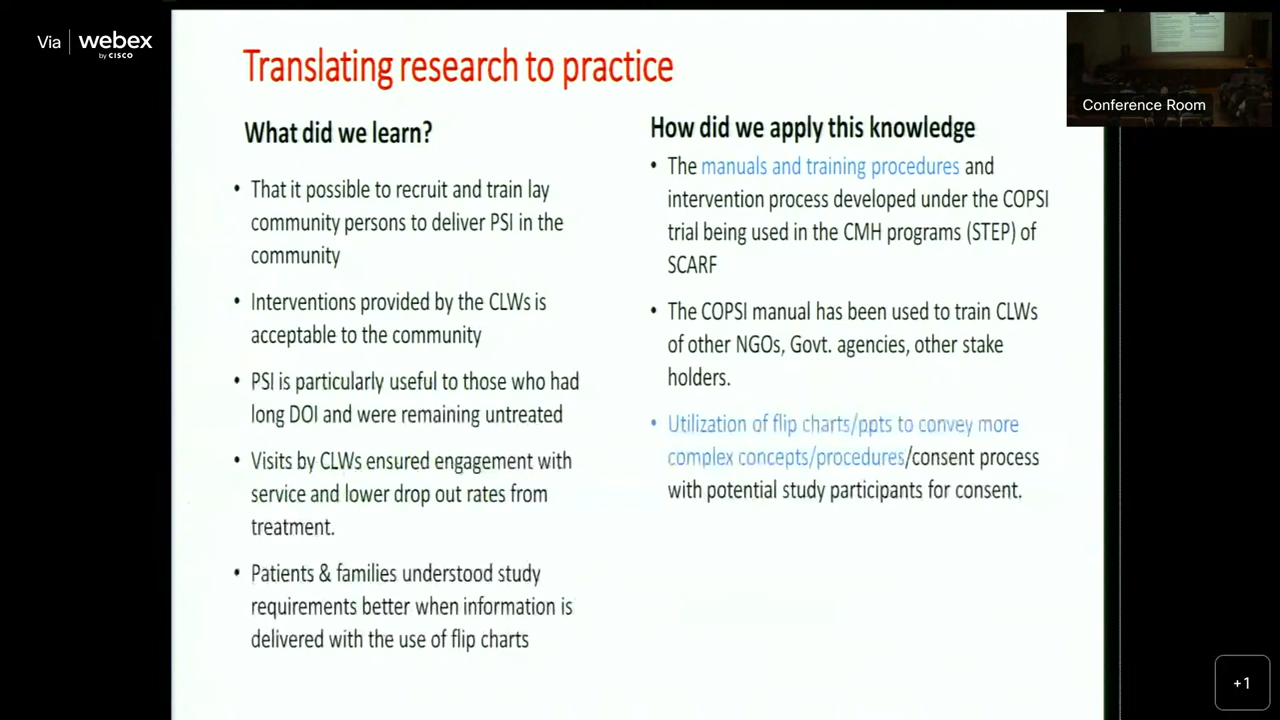 Via
webex
by CISCO
Translating research to practice
Conference Room
What did we learn?
• That it possible to recruit and train lay
community persons to deliver PSI in the
community
• Interventions provided by the CLWs is
acceptable to the community
• PSI is particularly useful to those who had
long DOI and were remaining untreated
• Visits by CLWs ensured engagement with
service and lower drop out rates from
treatment.
• Patients & families understood study
requirements better when information is
delivered with the use of flip charts
How did we apply this knowledge
• The manuals and training procedures and
intervention process developed under the COPSI
trial being used in the CMH programs (STEP) of
SCARF
• The COPSI manual has been used to train CLWs
of other NGOs, Govt. agencies, other stake
holders.
• Utilization of flip charts/ppts to convey more
complex concepts/procedures/consent process
with potential study participants for consent.
+1